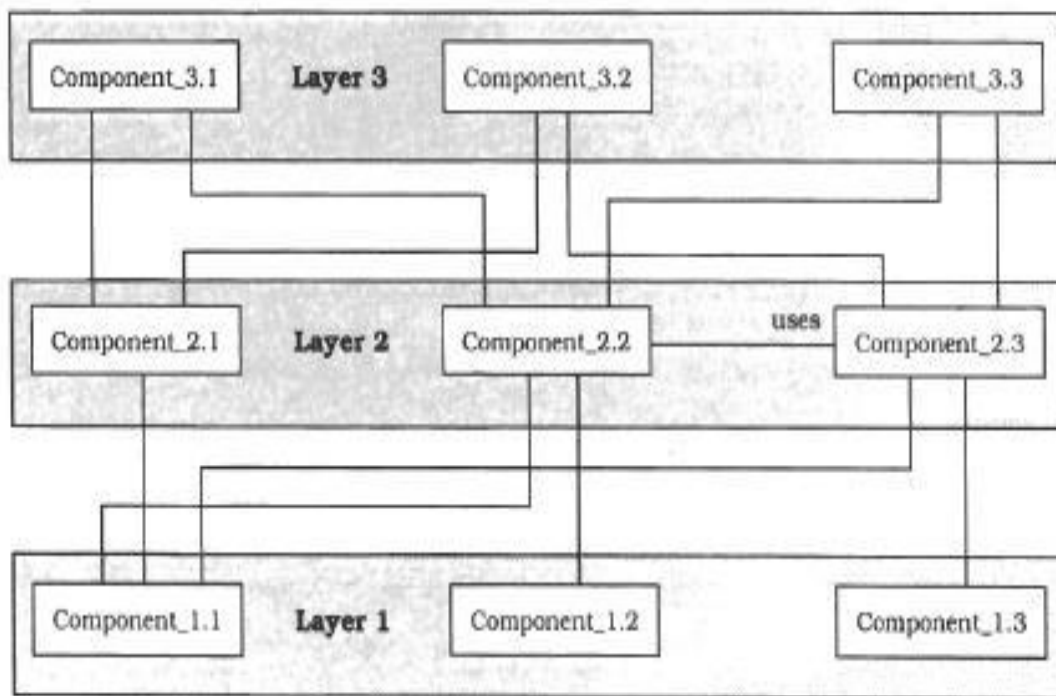 Component_3.1 Layer 3 Component_3.2 Component_3.3
uses
Component_2.1 Layer 2 Component_2.2 Component_2.3
Component_1.1 Layer 1 Component_1.2 Component_1.3